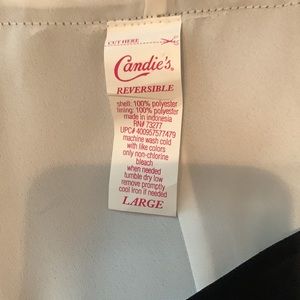 CUT HERE
Candie's®
REVERSIBLE
shell: 100% polyester
lining: 100% polyester
made in indonesia
RN# 73277
UPC# 400957577479
machine wash cold
with like colors
only non-chlorine
bleach
when needed
tumble dry low
remove promptly
cool iron if needed
LARGE